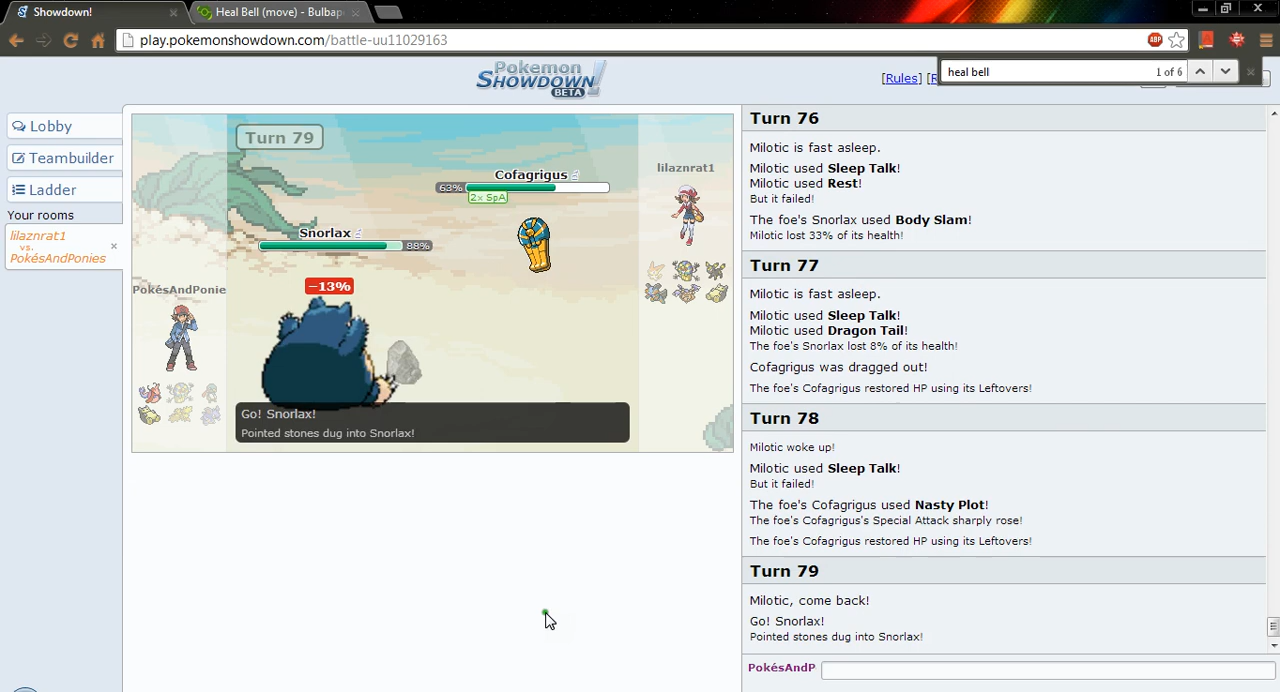 Showdown!
Heal Bell (move) - Bulbap
play.pokemonshowdown.com/battle-uu11029163
ABP
heal bell
1 of 6
Pokemon
SHOWDOWN!
BETA
[Rules] [R
Lobby
Teambuilder
Ladder
Your rooms
lilaznrat1
vs.
PokésAndPonies
Turn 79
lilaznrat1
Cofagrigus
63%
2x SpA
Snorlax
88%
PokésAndPonie
−13%
Go! Snorlax!
Pointed stones dug into Snorlax!
Turn 76
Milotic is fast asleep.
Milotic used Sleep Talk!
Milotic used Rest!
But it failed!
The foe's Snorlax used Body Slam!
Milotic lost 33% of its health!
Turn 77
Milotic is fast asleep.
Milotic used Sleep Talk!
Milotic used Dragon Tail!
The foe's Snorlax lost 8% of its health!
Cofagrigus was dragged out!
The foe's Cofagrigus restored HP using its Leftovers!
Turn 78
Milotic woke up!
Milotic used Sleep Talk!
But it failed!
The foe's Cofagrigus used Nasty Plot!
The foe's Cofagrigus's Special Attack sharply rose!
The foe's Cofagrigus restored HP using its Leftovers!
Turn 79
Milotic, come back!
Go! Snorlax!
Pointed stones dug into Snorlax!
PokésAndP